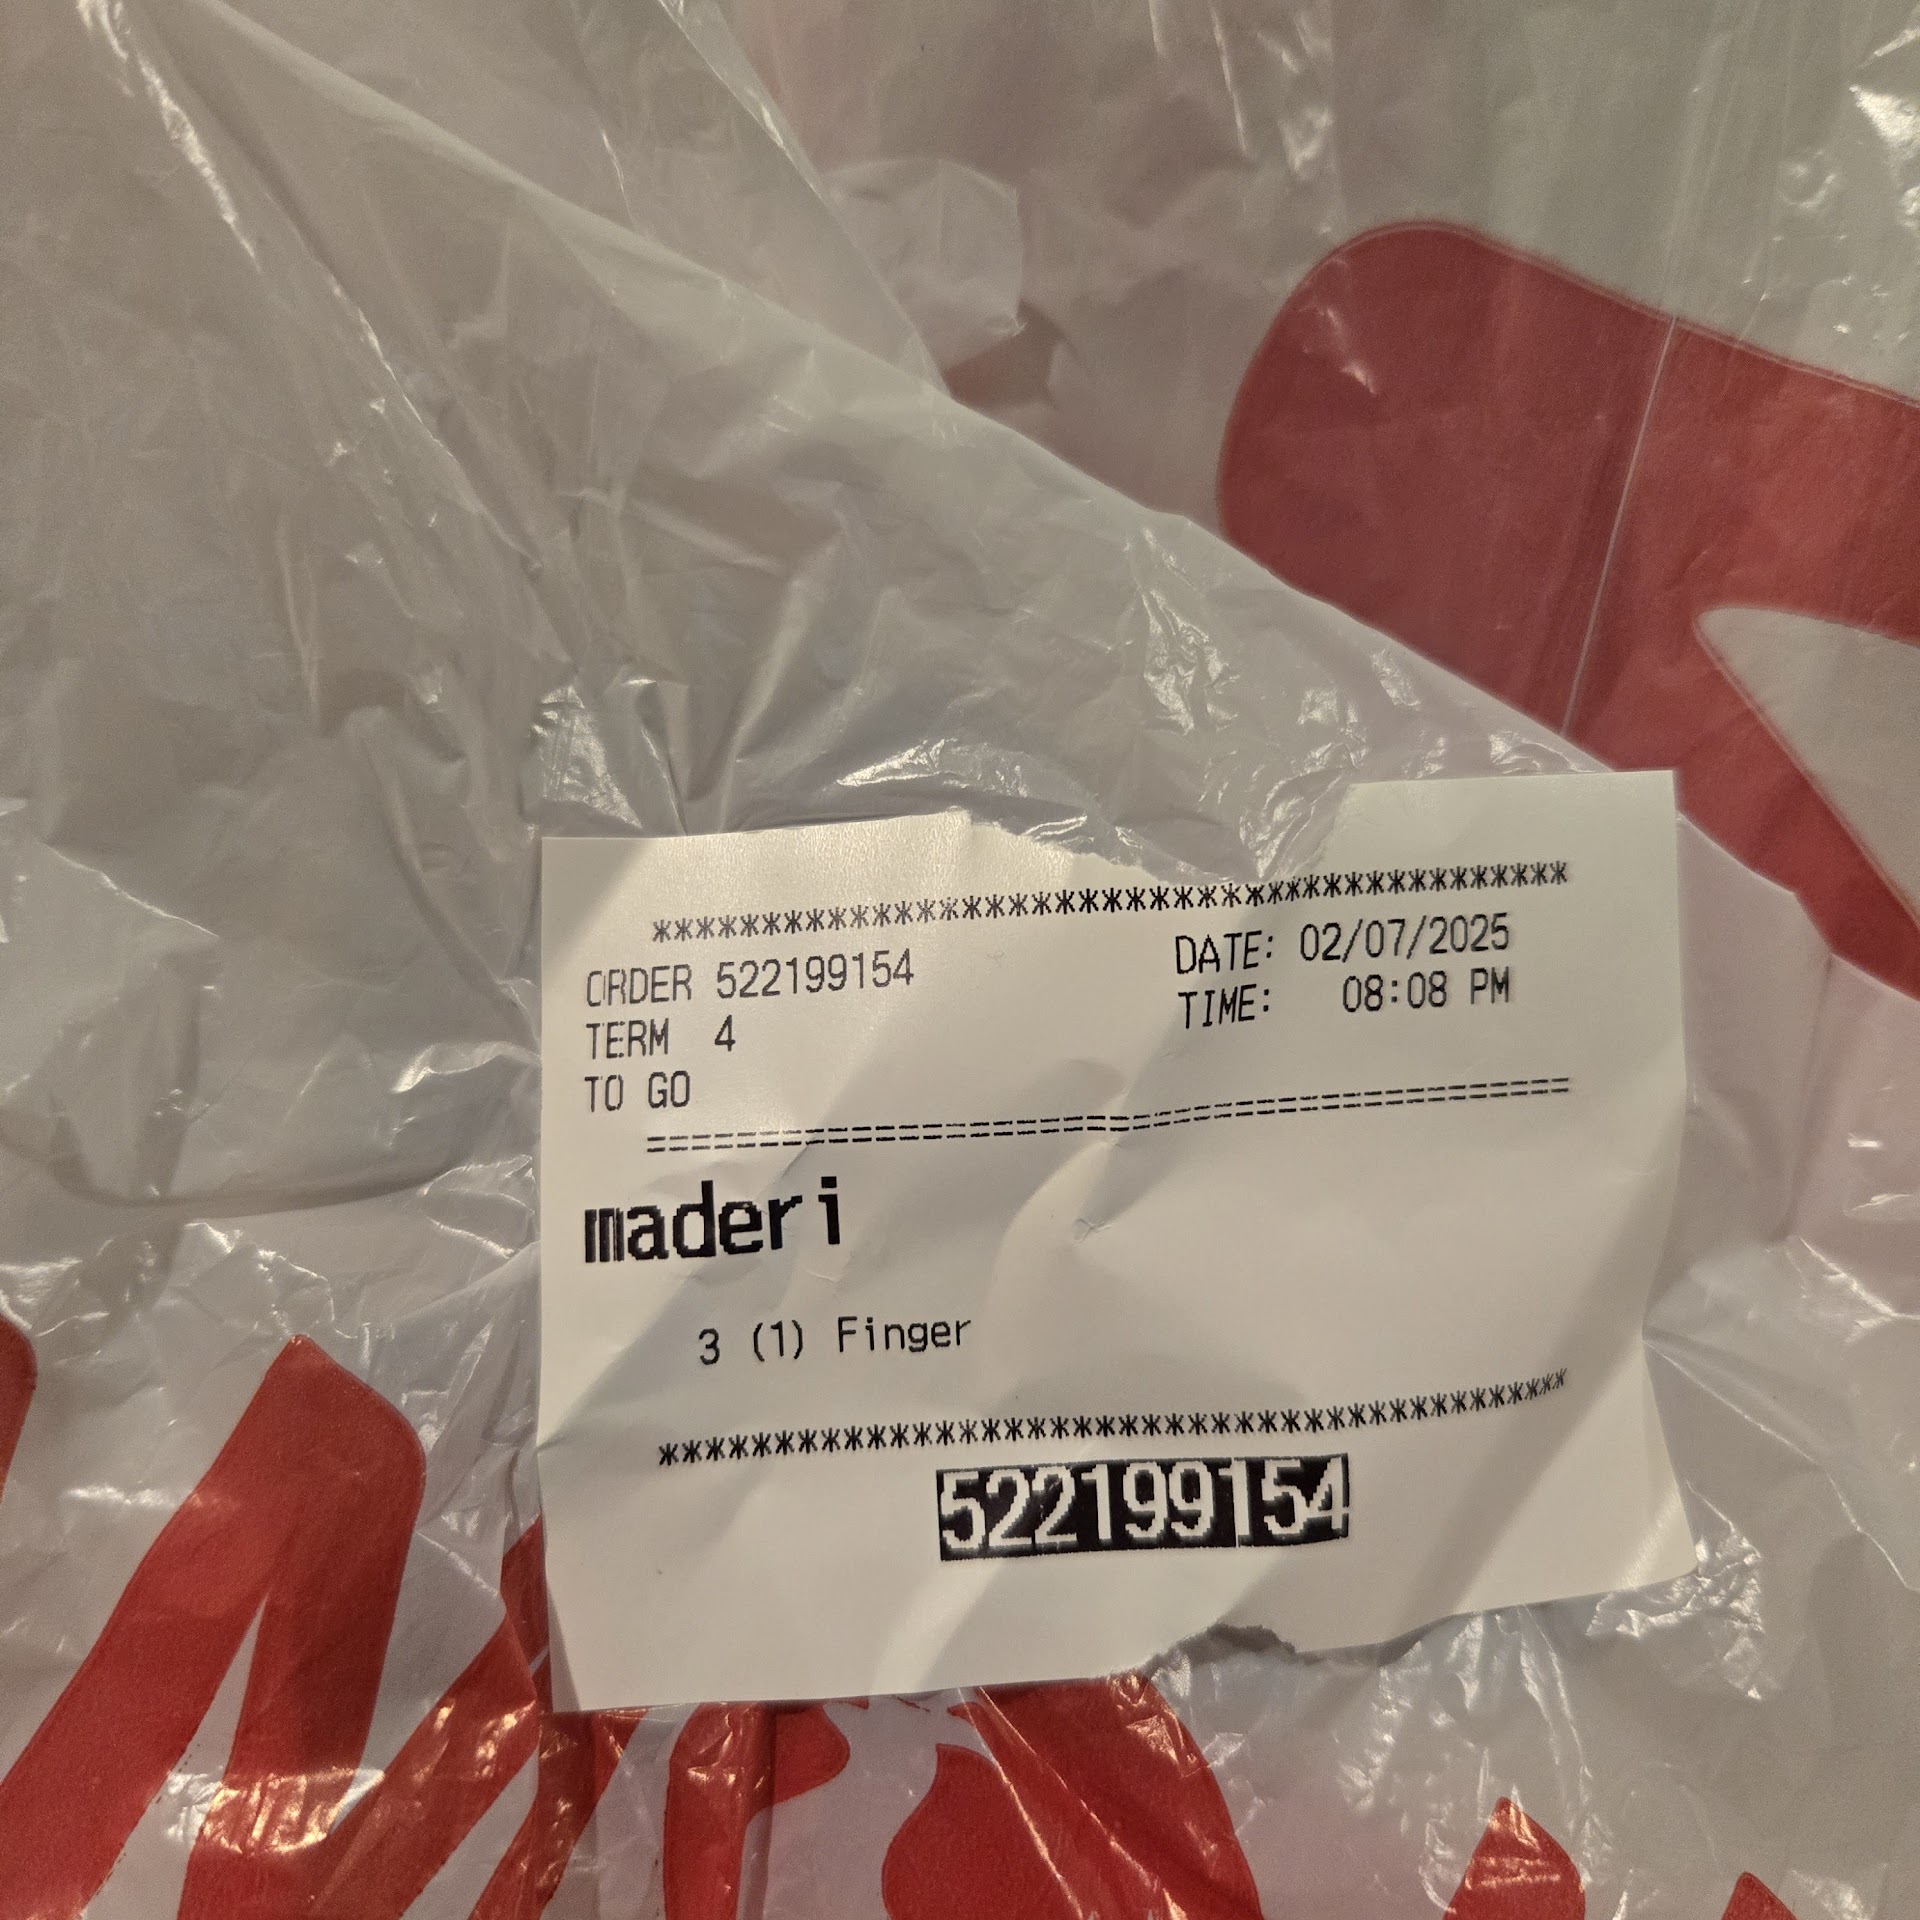 ***************************************
ORDER 522199154 DATE: 02/07/2025
TERM 4 TIME: 08:08 PM
TO GO
=========================================
maderi
3 (1) Finger
***************************************
522199154